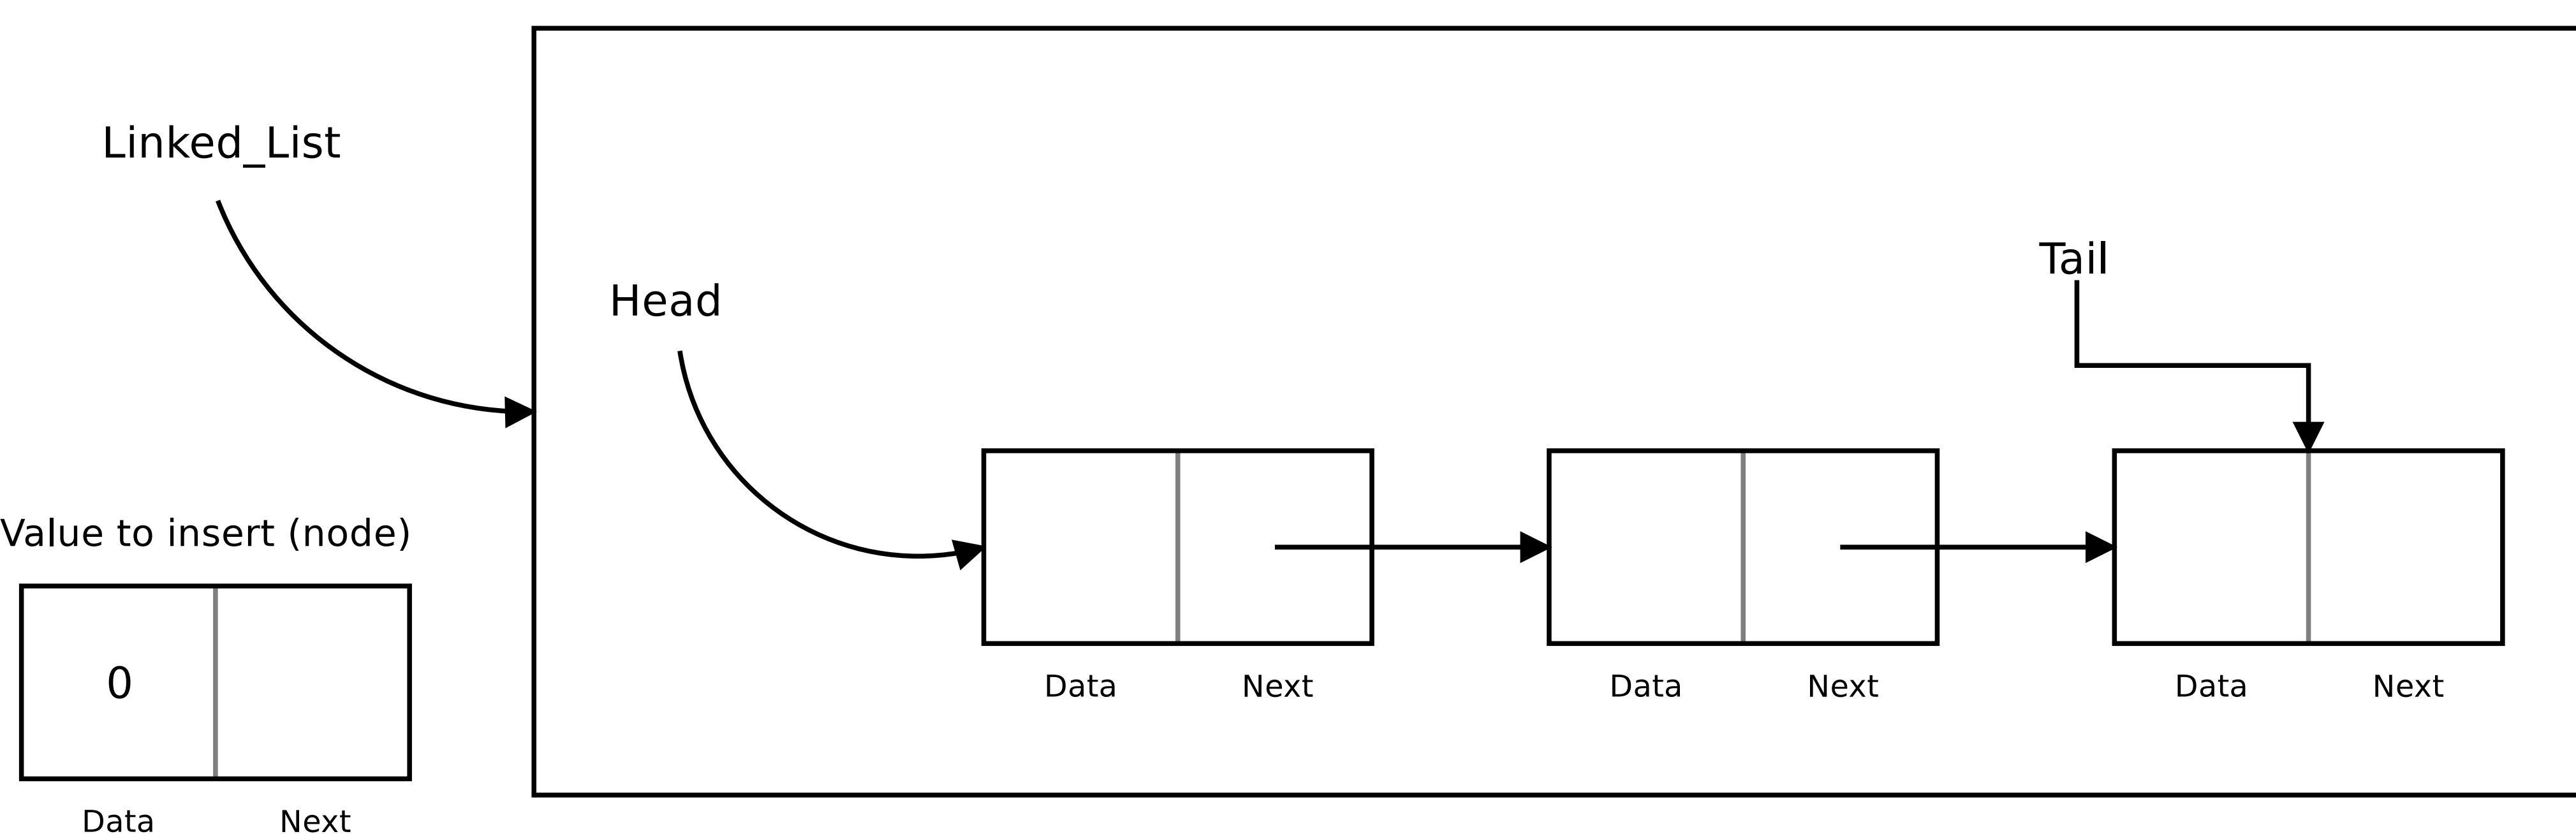 Linked_List
Tail
Head
Value to insert (node)
0
Data Next
Data Next
Data Next
Data Next